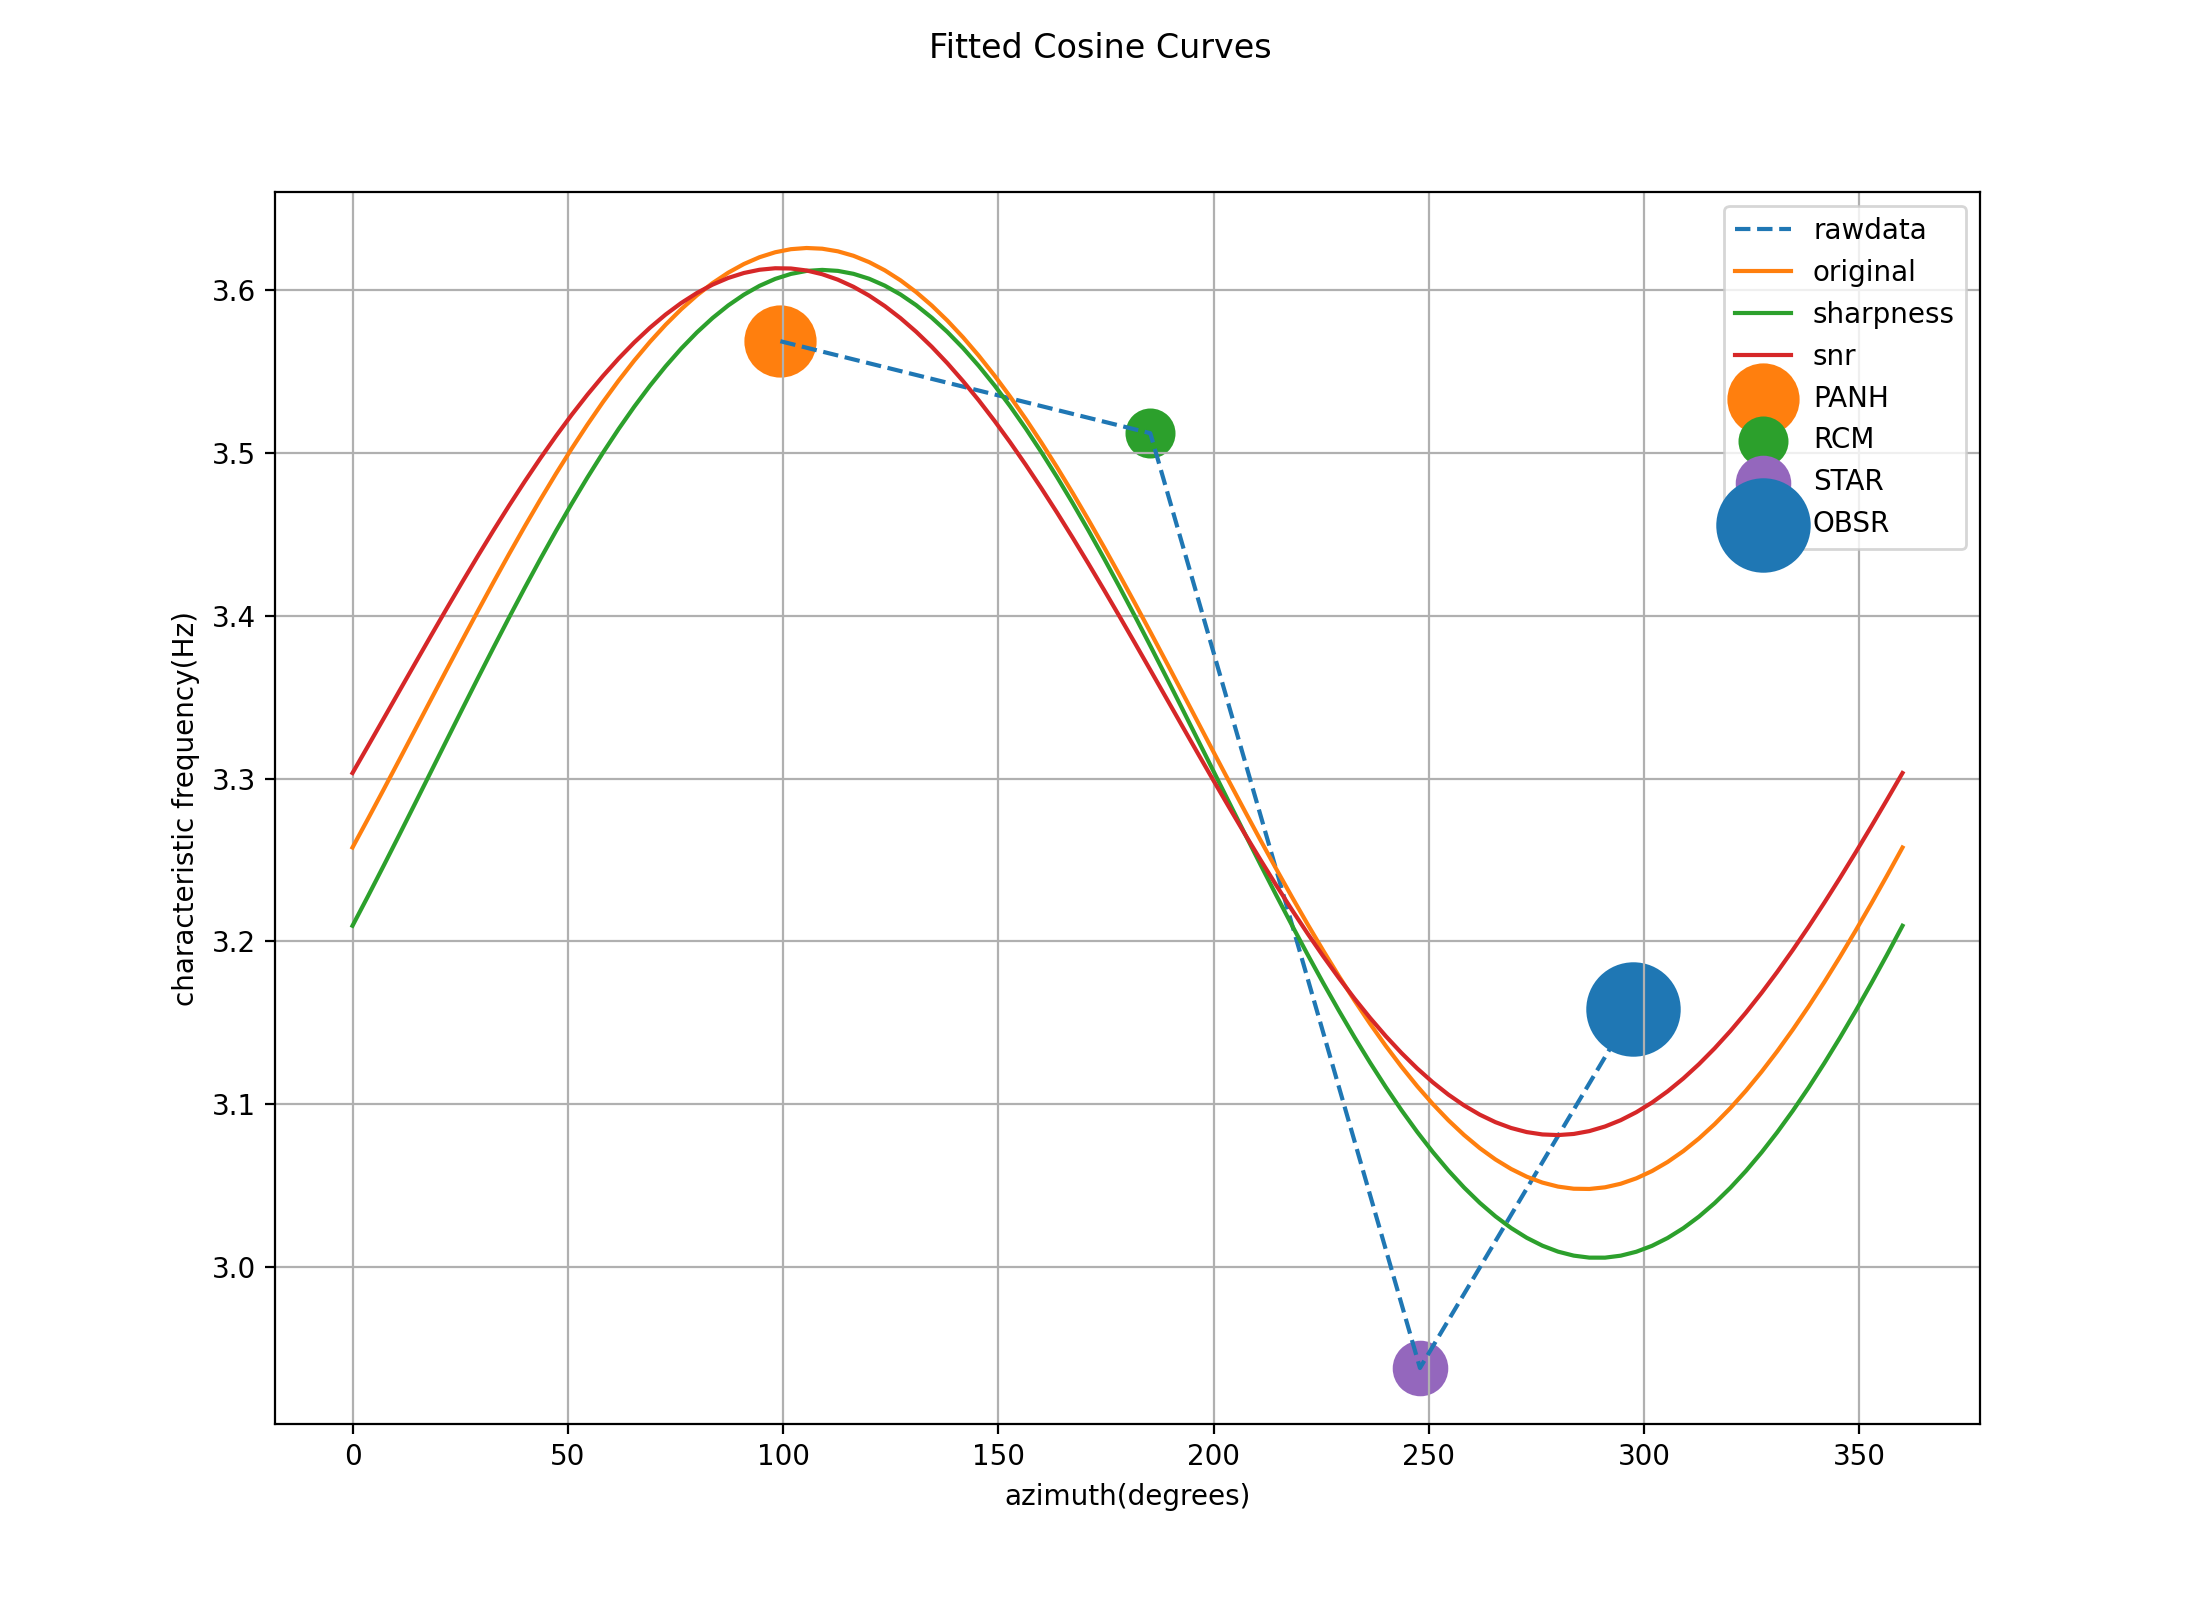 Fitted Cosine Curves
rawdata
original
sharpness
snr
PANH
RCM
STAR
OBSR
3.6
3.5
3.4
3.3
3.2
3.1
3.0
characteristic frequency(Hz)
0 50 100 150 200 250 300 350
azimuth(degrees)